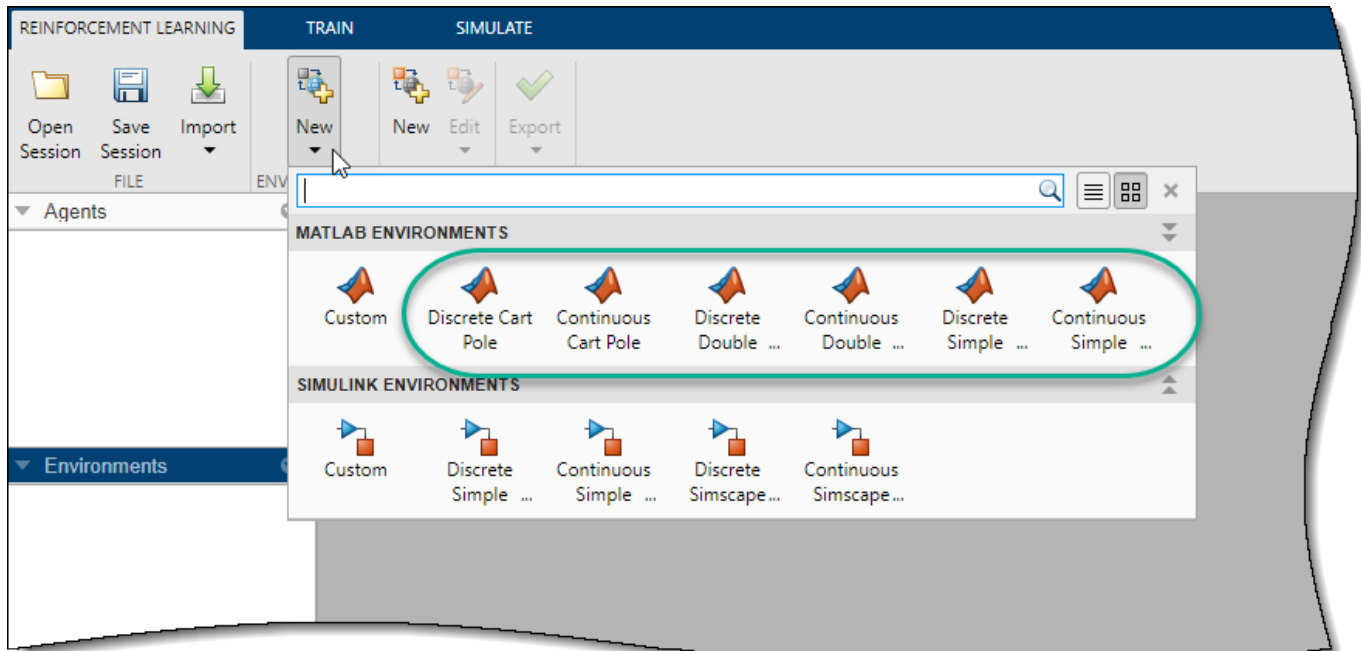 REINFORCEMENT LEARNING TRAIN SIMULATE
Open Save Import New New Edit Export
Session Session
FILE ENV
Agents
MATLAB ENVIRONMENTS
Custom Discrete Cart Continuous Discrete Continuous Discrete Continuous
Pole Cart Pole Double ... Double ... Simple ... Simple ...
SIMULINK ENVIRONMENTS
Environments
Custom Discrete Continuous Discrete Continuous
Simple ... Simple ... Simscape... Simscape...